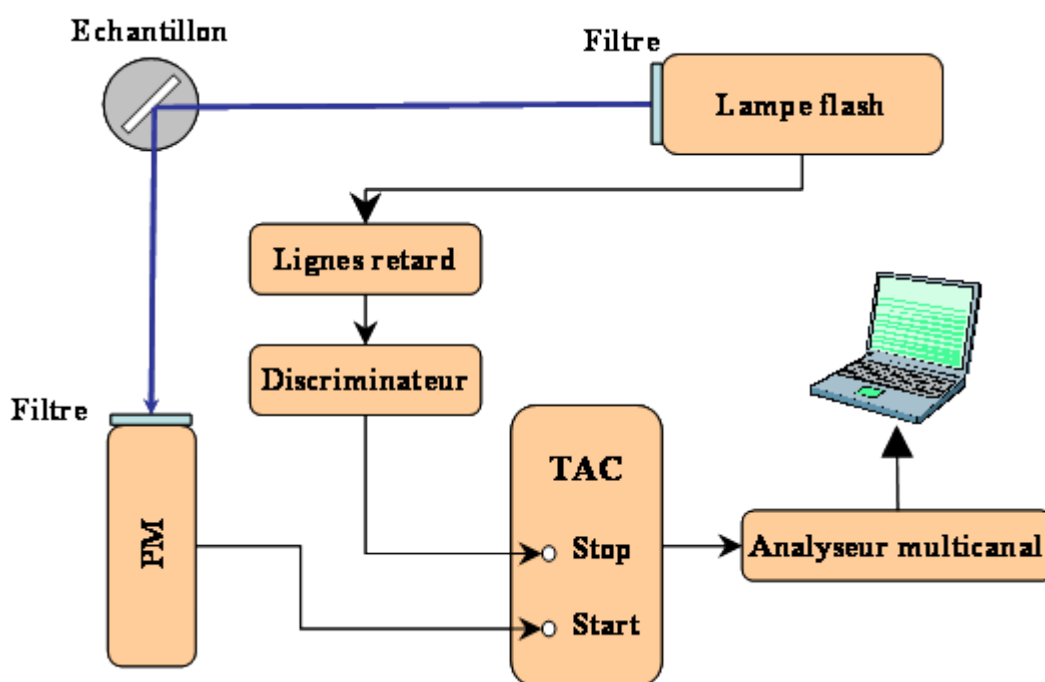 Echantillon
Filtre
Lampe flash
Lignes retard
Discriminateur
Filtre
PM
TAC
Stop
Start
Analyseur multicanal